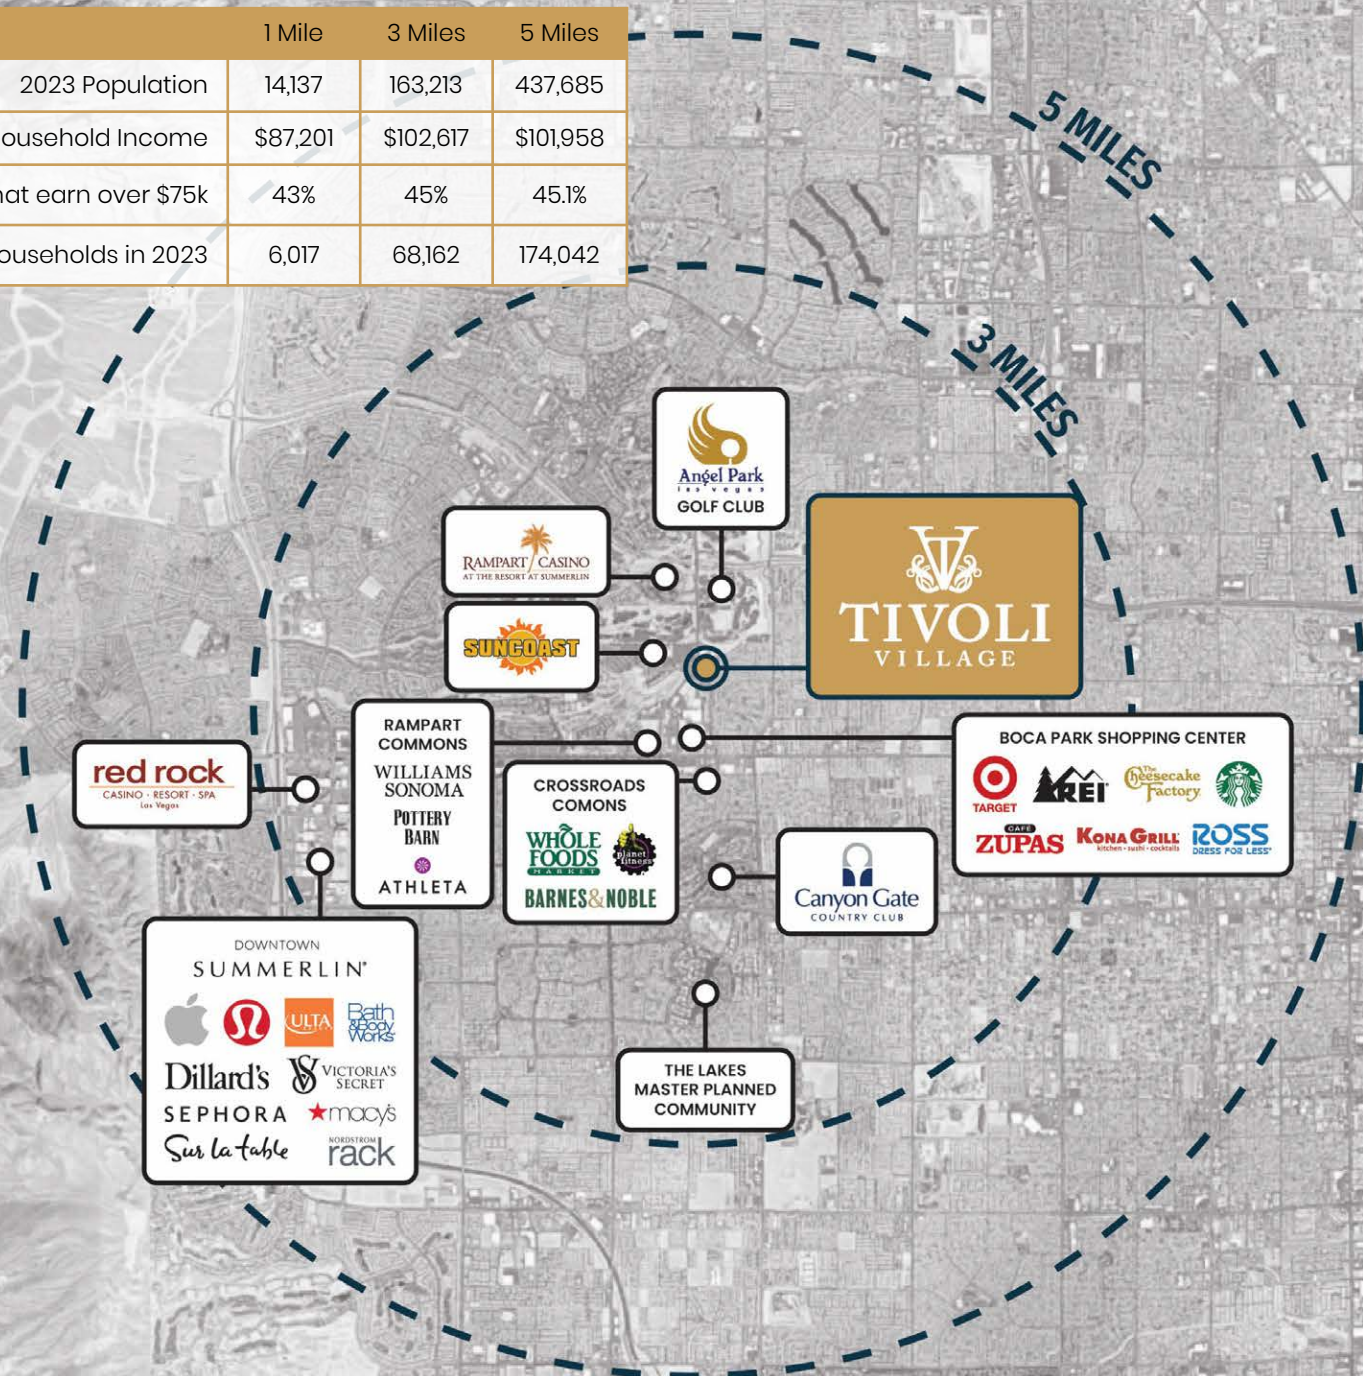 1 Mile 3 Miles 5 Miles
2023 Population 14,137 163,213 437,685
ousehold Income $87,201 $102,617 $101,958
hat earn over $75k 43% 45% 45.1%
ouseholds in 2023 6,017 68,162 174,042
5 MILES
3 MILES
Angel Park
las vegas
GOLF CLUB
RAMPART CASINO
AT THE RESORT AT SUMMERLIN
SUNCOAST
TV
TIVOLI
VILLAGE
red rock
CASINO · RESORT · SPA
Las Vegas
RAMPART
COMMONS
WILLIAMS
SONOMA
POTTERY
BARN
ATHLETA
CROSSROADS
COMONS
WHOLE
FOODS
MARKET
planet
fitness
BARNES&NOBLE
BOCA PARK SHOPPING CENTER
TARGET
REI
The
Cheesecake
Factory
CAFE
ZUPAS
KONA GRILL
kitchen · sushi · cocktails
ROSS
DRESS FOR LESS
Canyon Gate
COUNTRY CLUB
DOWNTOWN
SUMMERLIN®
ULTA
Bath
&Body
Works
Dillard's
VS VICTORIA'S
SECRET
SEPHORA
macy's
Sur la table
NORDSTROM
rack
THE LAKES
MASTER PLANNED
COMMUNITY